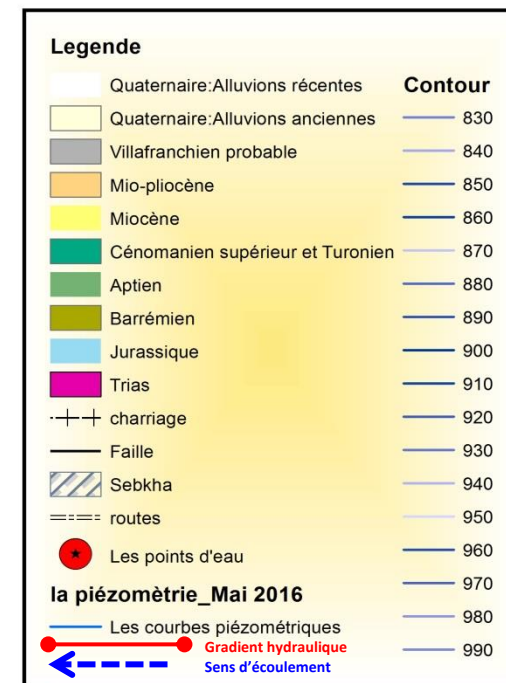 Legende
Quaternaire:Alluvions récentes
Quaternaire:Alluvions anciennes
Villafranchien probable
Mio-pliocène
Miocène
Cénomanien supérieur et Turonien
Aptien
Barrémien
Jurassique
Trias
charriage
Faille
Sebkha
routes
Les points d'eau
la piézomètrie_Mai 2016
Les courbes piézométriques
Gradient hydraulique
Sens d'écoulement
Contour
830
840
850
860
870
880
890
900
910
920
930
940
950
960
970
980
990